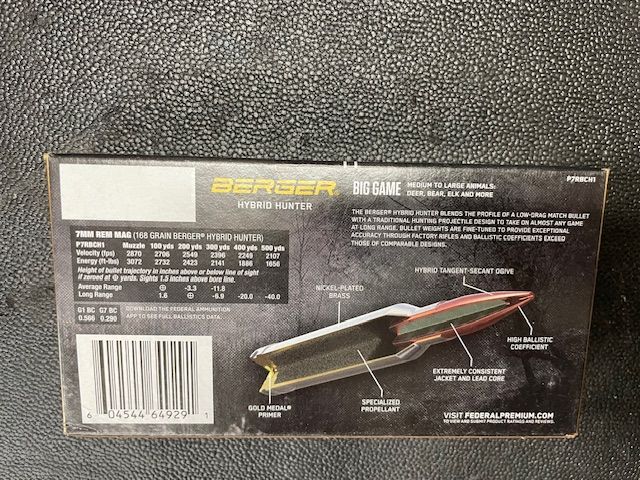 P7RBCH1
BERGER.
HYBRID HUNTER
BIG GAME MEDIUM TO LARGE ANIMALS:
DEER, BEAR, ELK AND MORE
THE BERGER® HYBRID HUNTER BLENDS THE PROFILE OF A LOW-DRAG MATCH BULLET
WITH A TRADITIONAL HUNTING PROJECTILE DESIGN TO TAKE ON ALMOST ANY GAME
AT LONG RANGE. BULLET WEIGHTS ARE FINE-TUNED TO PROVIDE EXCEPTIONAL
ACCURACY THROUGH FACTORY RIFLES AND BALLISTIC COEFFICIENTS EXCEED
THOSE OF COMPARABLE DESIGNS.
7MM REM MAG (168 GRAIN BERGER® HYBRID HUNTER)
P7RBCH1 Muzzle 100 yds 200 yds 300 yds 400 yds 500 yds
Velocity (fps) 2870 2706 2549 2396 2249 2107
Energy (ft-lbs) 3072 2732 2423 2141 1886 1656
Height of bullet trajectory in inches above or below line of sight
if zeroed at ⊕ yards. Sights 1.5 inches above bore line.
Average Range ⊕ -3.3 -11.8
Long Range 1.6 ⊕ -6.9 -20.0 -40.0
G1 BC G7 BC
0.566 0.290
DOWNLOAD THE FEDERAL AMMUNITION
APP TO SEE FULL BALLISTICS DATA.
HYBRID TANGENT-SECANT OGIVE
NICKEL-PLATED
BRASS
HIGH BALLISTIC
COEFFICIENT
EXTREMELY CONSISTENT
JACKET AND LEAD CORE
SPECIALIZED
PROPELLANT
GOLD MEDAL®
PRIMER
6 04544 64929 1
VISIT FEDERALPREMIUM.COM
TO VIEW AND SUBMIT PRODUCT RATINGS AND REVIEWS.